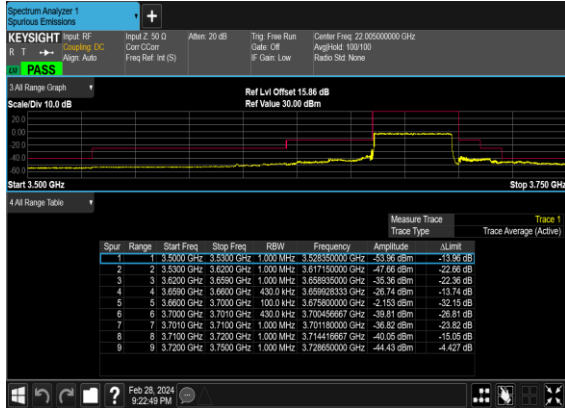 Spectrum Analyzer 1
Spurious Emissions
KEYSIGHT Input: RF Input Z: 50 Ω Atten: 20 dB Trig: Free Run Center Freq: 22.005000000 GHz
R T Coupling: DC Corr CCorr Gate: Off Avg|Hold: 100/100
Align: Auto Freq Ref: Int (S) IF Gain: Low Radio Std: None
PASS
3 All Range Graph
Ref Lvl Offset 15.86 dB
Scale/Div 10.0 dB Ref Value 30.00 dBm
20.0
0.00
-20.0
-40.0
-60.0
Start 3.500 GHz Stop 3.750 GHz
4 All Range Table
Measure Trace Trace 1
Trace Type Trace Average (Active)
Spur Range Start Freq Stop Freq RBW Frequency Amplitude ΔLimit
1 1 3.5000 GHz 3.5300 GHz 1.000 MHz 3.528350000 GHz -53.96 dBm -13.96 dB
2 2 3.5300 GHz 3.6200 GHz 1.000 MHz 3.617150000 GHz -47.66 dBm -22.66 dB
3 3 3.6200 GHz 3.6590 GHz 1.000 MHz 3.658935000 GHz -35.36 dBm -22.36 dB
4 4 3.6590 GHz 3.6600 GHz 430.0 kHz 3.659928333 GHz -26.74 dBm -13.74 dB
5 5 3.6600 GHz 3.7000 GHz 100.0 kHz 3.675800000 GHz -2.153 dBm -32.15 dB
6 6 3.7000 GHz 3.7010 GHz 430.0 kHz 3.700456667 GHz -39.81 dBm -26.81 dB
7 7 3.7010 GHz 3.7100 GHz 1.000 MHz 3.701180000 GHz -36.82 dBm -23.82 dB
8 8 3.7100 GHz 3.7200 GHz 1.000 MHz 3.714416667 GHz -40.05 dBm -15.05 dB
9 9 3.7200 GHz 3.7500 GHz 1.000 MHz 3.728650000 GHz -44.43 dBm -4.427 dB
Feb 28, 2024
9:22:49 PM